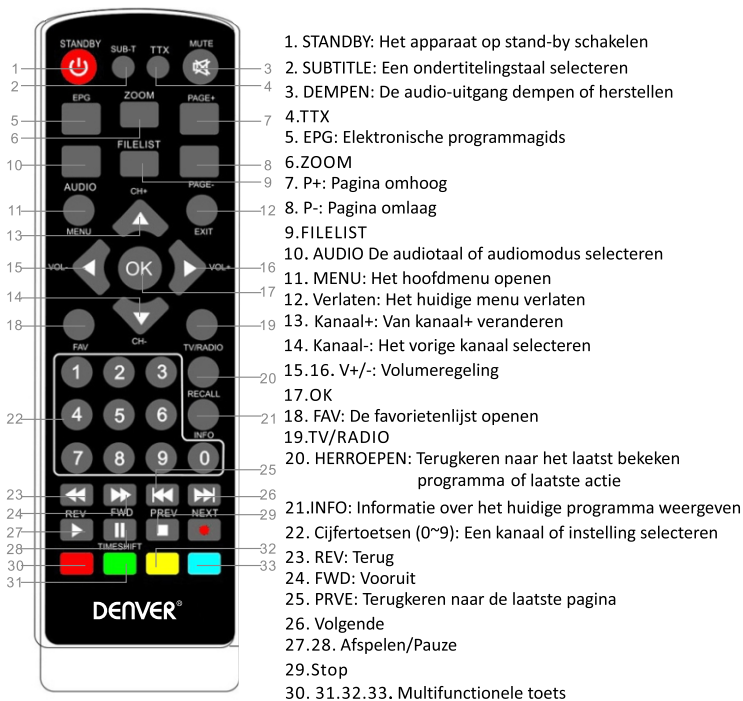 STANDBY
SUB-T
TTX
MUTE
1
2
3
4
EPG
ZOOM
PAGE+
5
6
7
FILELIST
10
8
9
AUDIO
CH+
PAGE-
11
12
MENU
EXIT
13
VOL-
OK
VOL+
15
16
17
14
18
19
FAV
CH-
TV/RADIO
1 2 3
20
RECALL
4 5 6
22
21
INFO
7 8 9 0
25
23
26
24
REV FWD PREV NEXT
29
27
28
TIMESHIFT
32
30
33
31
DENVER®
1. STANDBY: Het apparaat op stand-by schakelen
2. SUBTITLE: Een ondertitelingstaal selecteren
3. DEMPEN: De audio-uitgang dempen of herstellen
4.TTX
5. EPG: Elektronische programmagids
6.ZOOM
7. P+: Pagina omhoog
8. P-: Pagina omlaag
9.FILELIST
10. AUDIO De audiotaal of audiomodus selecteren
11. MENU: Het hoofdmenu openen
12. Verlaten: Het huidige menu verlaten
13. Kanaal+: Van kanaal+ veranderen
14. Kanaal-: Het vorige kanaal selecteren
15.16. V+/-: Volumeregeling
17.OK
18. FAV: De favorietenlijst openen
19.TV/RADIO
20. HERROEPEN: Terugkeren naar het laatst bekeken
programma of laatste actie
21.INFO: Informatie over het huidige programma weergeven
22. Cijfertoetsen (0~9): Een kanaal of instelling selecteren
23. REV: Terug
24. FWD: Vooruit
25. PRVE: Terugkeren naar de laatste pagina
26. Volgende
27.28. Afspelen/Pauze
29.Stop
30. 31.32.33. Multifunctionele toets